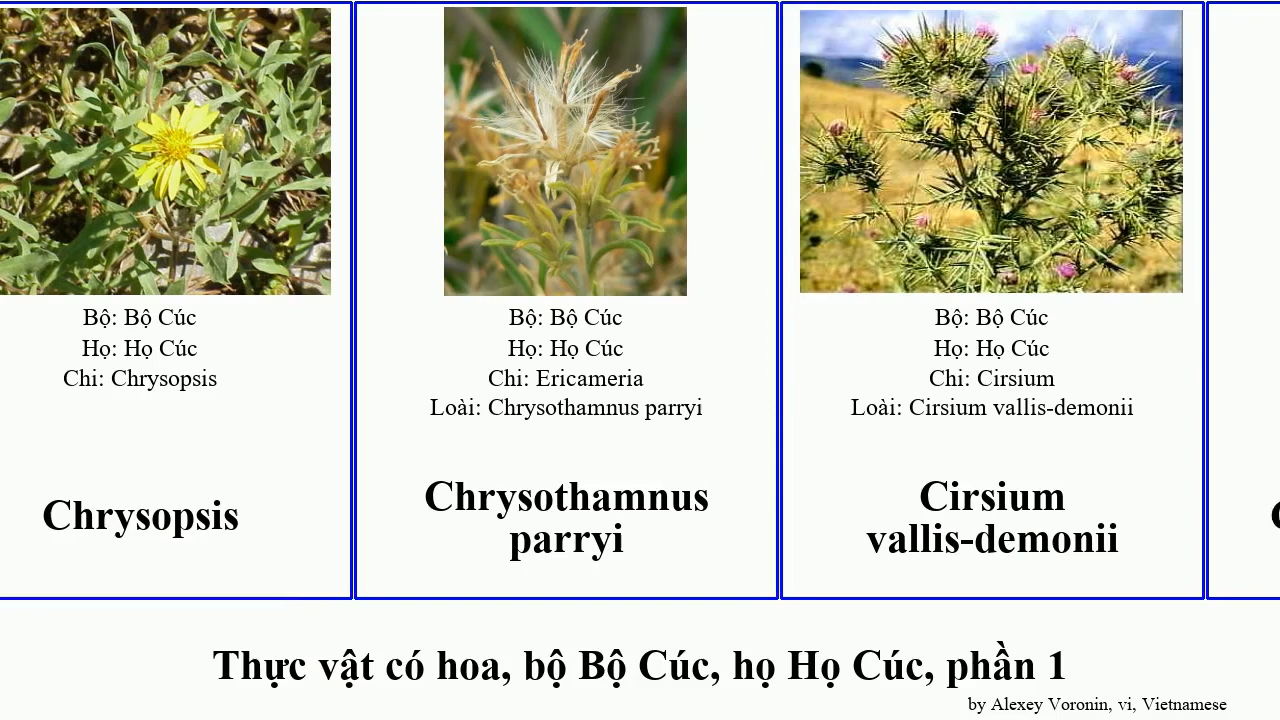 Bộ: Bộ Cúc
Họ: Họ Cúc
Chi: Chrysopsis
Chrysopsis
Bộ: Bộ Cúc
Họ: Họ Cúc
Chi: Ericameria
Loài: Chrysothamnus parryi
Chrysothamnus
parryi
Bộ: Bộ Cúc
Họ: Họ Cúc
Chi: Cirsium
Loài: Cirsium vallis-demonii
Cirsium
vallis-demonii
Thực vật có hoa, bộ Bộ Cúc, họ Họ Cúc, phần 1
by Alexey Voronin, vi, Vietnamese